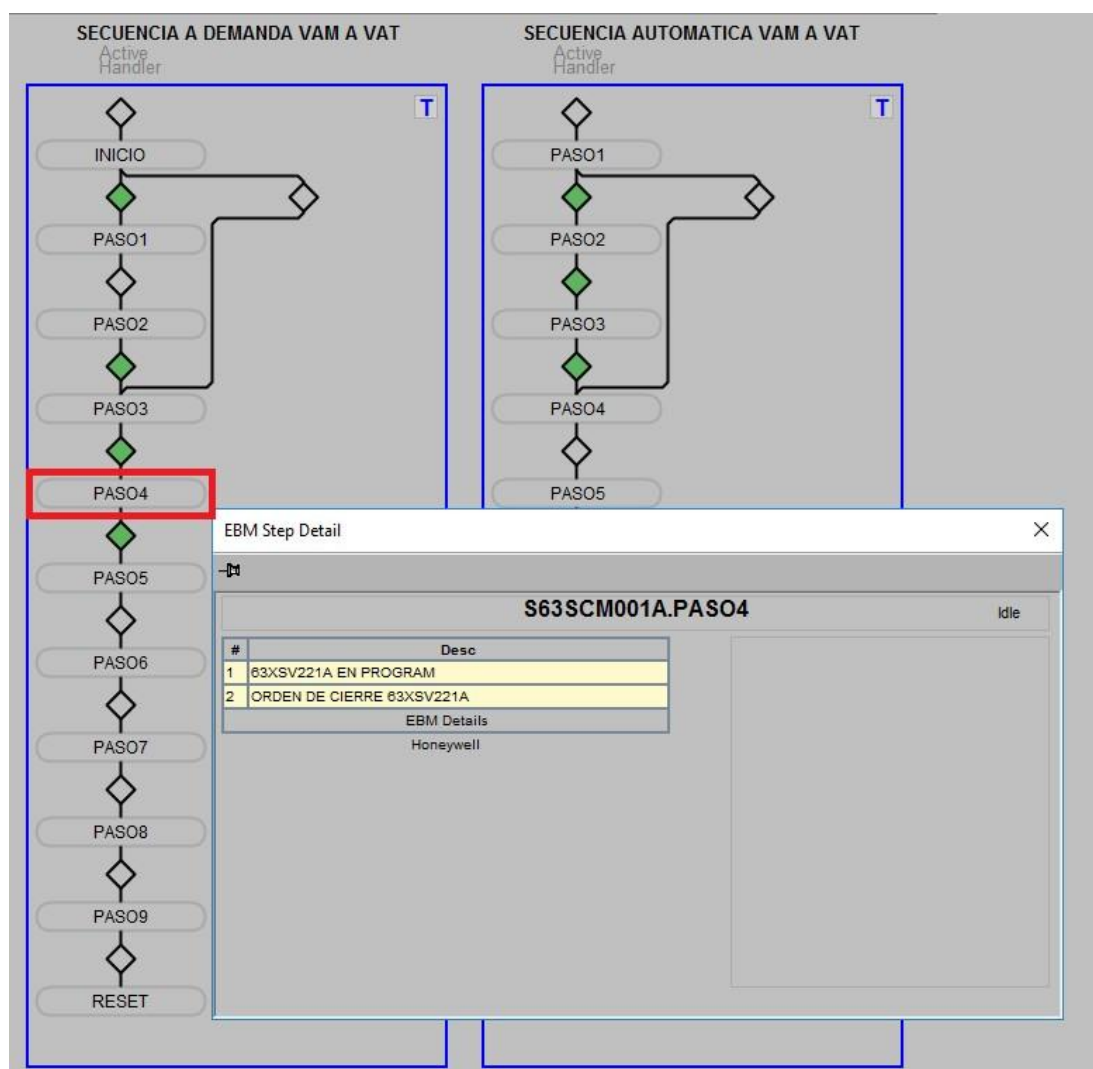 SECUENCIA A DEMANDA VAM A VAT
Active
Handler
T
INICIO
PASO1
PASO2
PASO3
PASO4
PASO5
PASO6
PASO7
PASO8
PASO9
RESET
SECUENCIA AUTOMATICA VAM A VAT
Active
Handler
T
PASO1
PASO2
PASO3
PASO4
PASO5
EBM Step Detail
S63SCM001A.PASO4
Idle
# Desc
1 63XSV221A EN PROGRAM
2 ORDEN DE CIERRE 63XSV221A
EBM Details
Honeywell